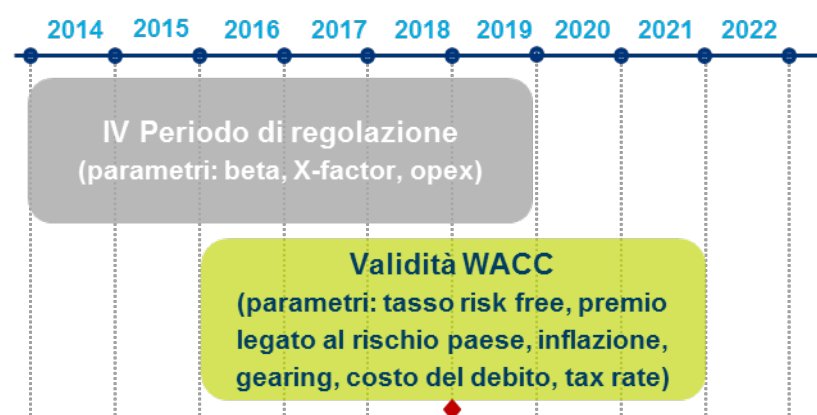 2014 2015 2016 2017 2018 2019 2020 2021 2022
IV Periodo di regolazione
(parametri: beta, X-factor, opex)
Validità WACC
(parametri: tasso risk free, premio
legato al rischio paese, inflazione,
gearing, costo del debito, tax rate)